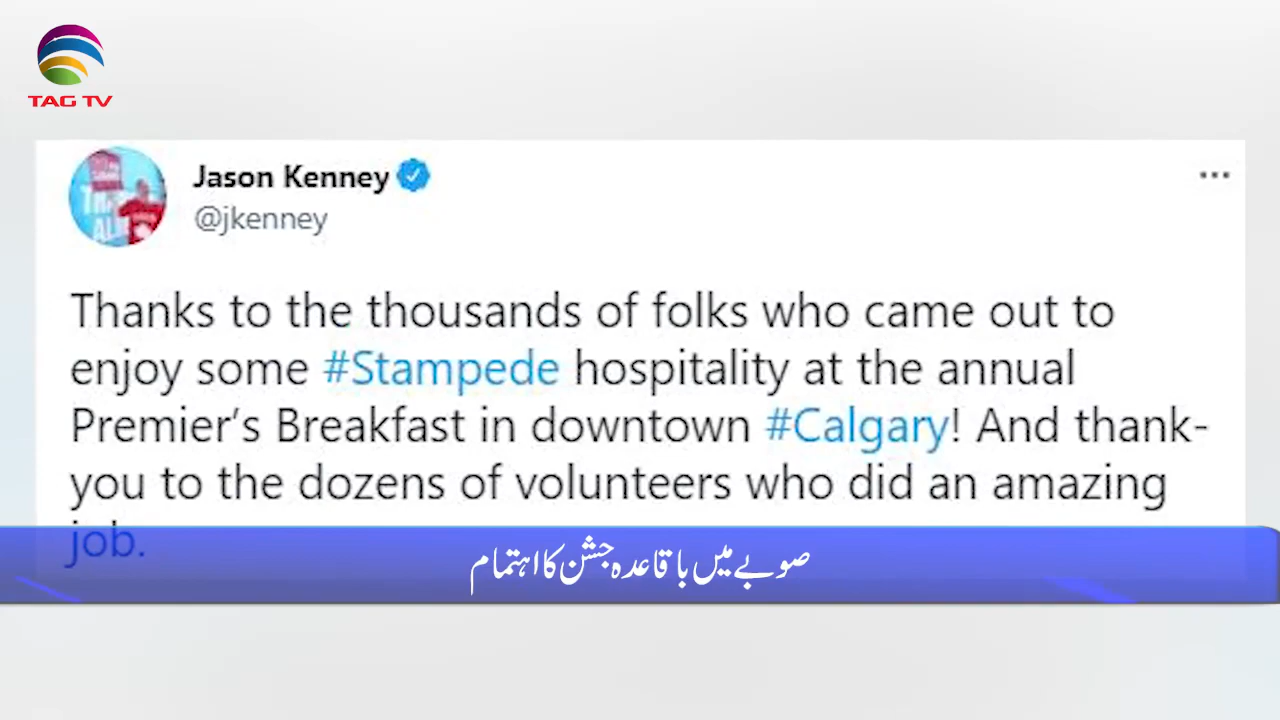 TAG TV
Jason Kenney
@jkenney
Thanks to the thousands of folks who came out to
enjoy some #Stampede hospitality at the annual
Premier's Breakfast in downtown #Calgary! And thank-
you to the dozens of volunteers who did an amazing
job.
صوبے میں باقاعدہ جشن کا اہتمام